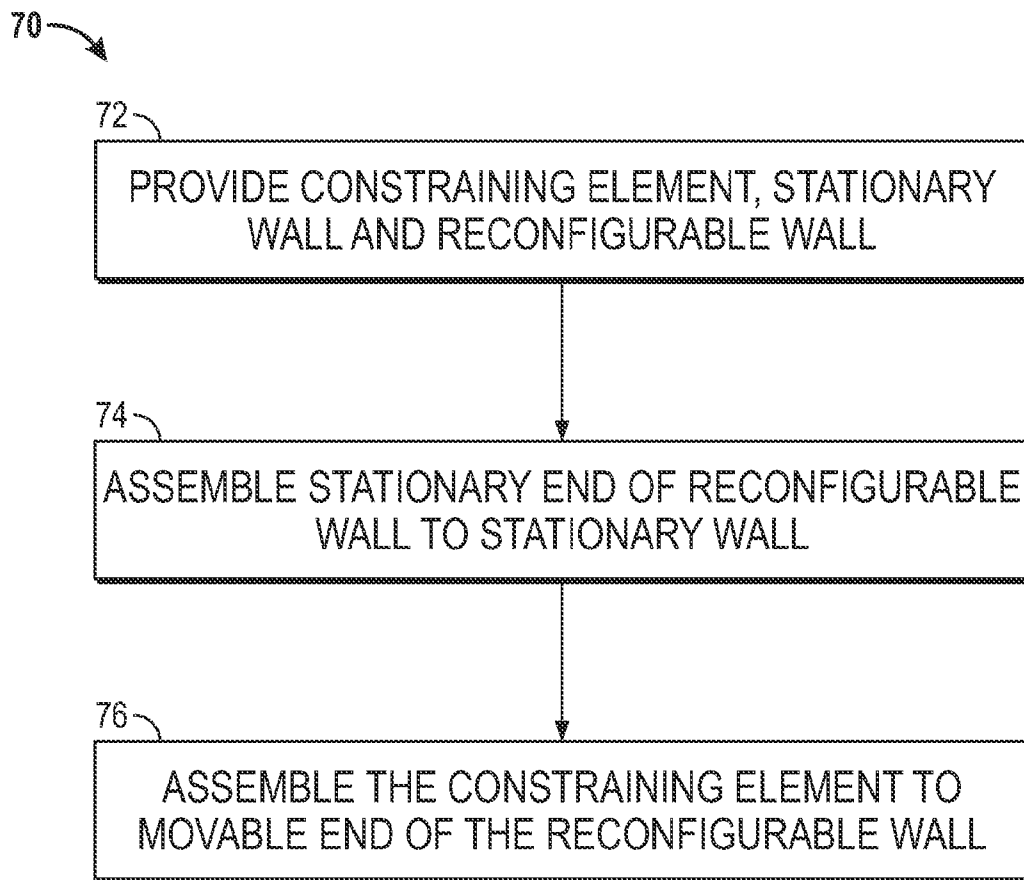 70
72
PROVIDE CONSTRAINING ELEMENT, STATIONARY
WALL AND RECONFIGURABLE WALL
74
ASSEMBLE STATIONARY END OF RECONFIGURABLE
WALL TO STATIONARY WALL
76
ASSEMBLE THE CONSTRAINING ELEMENT TO
MOVABLE END OF THE RECONFIGURABLE WALL